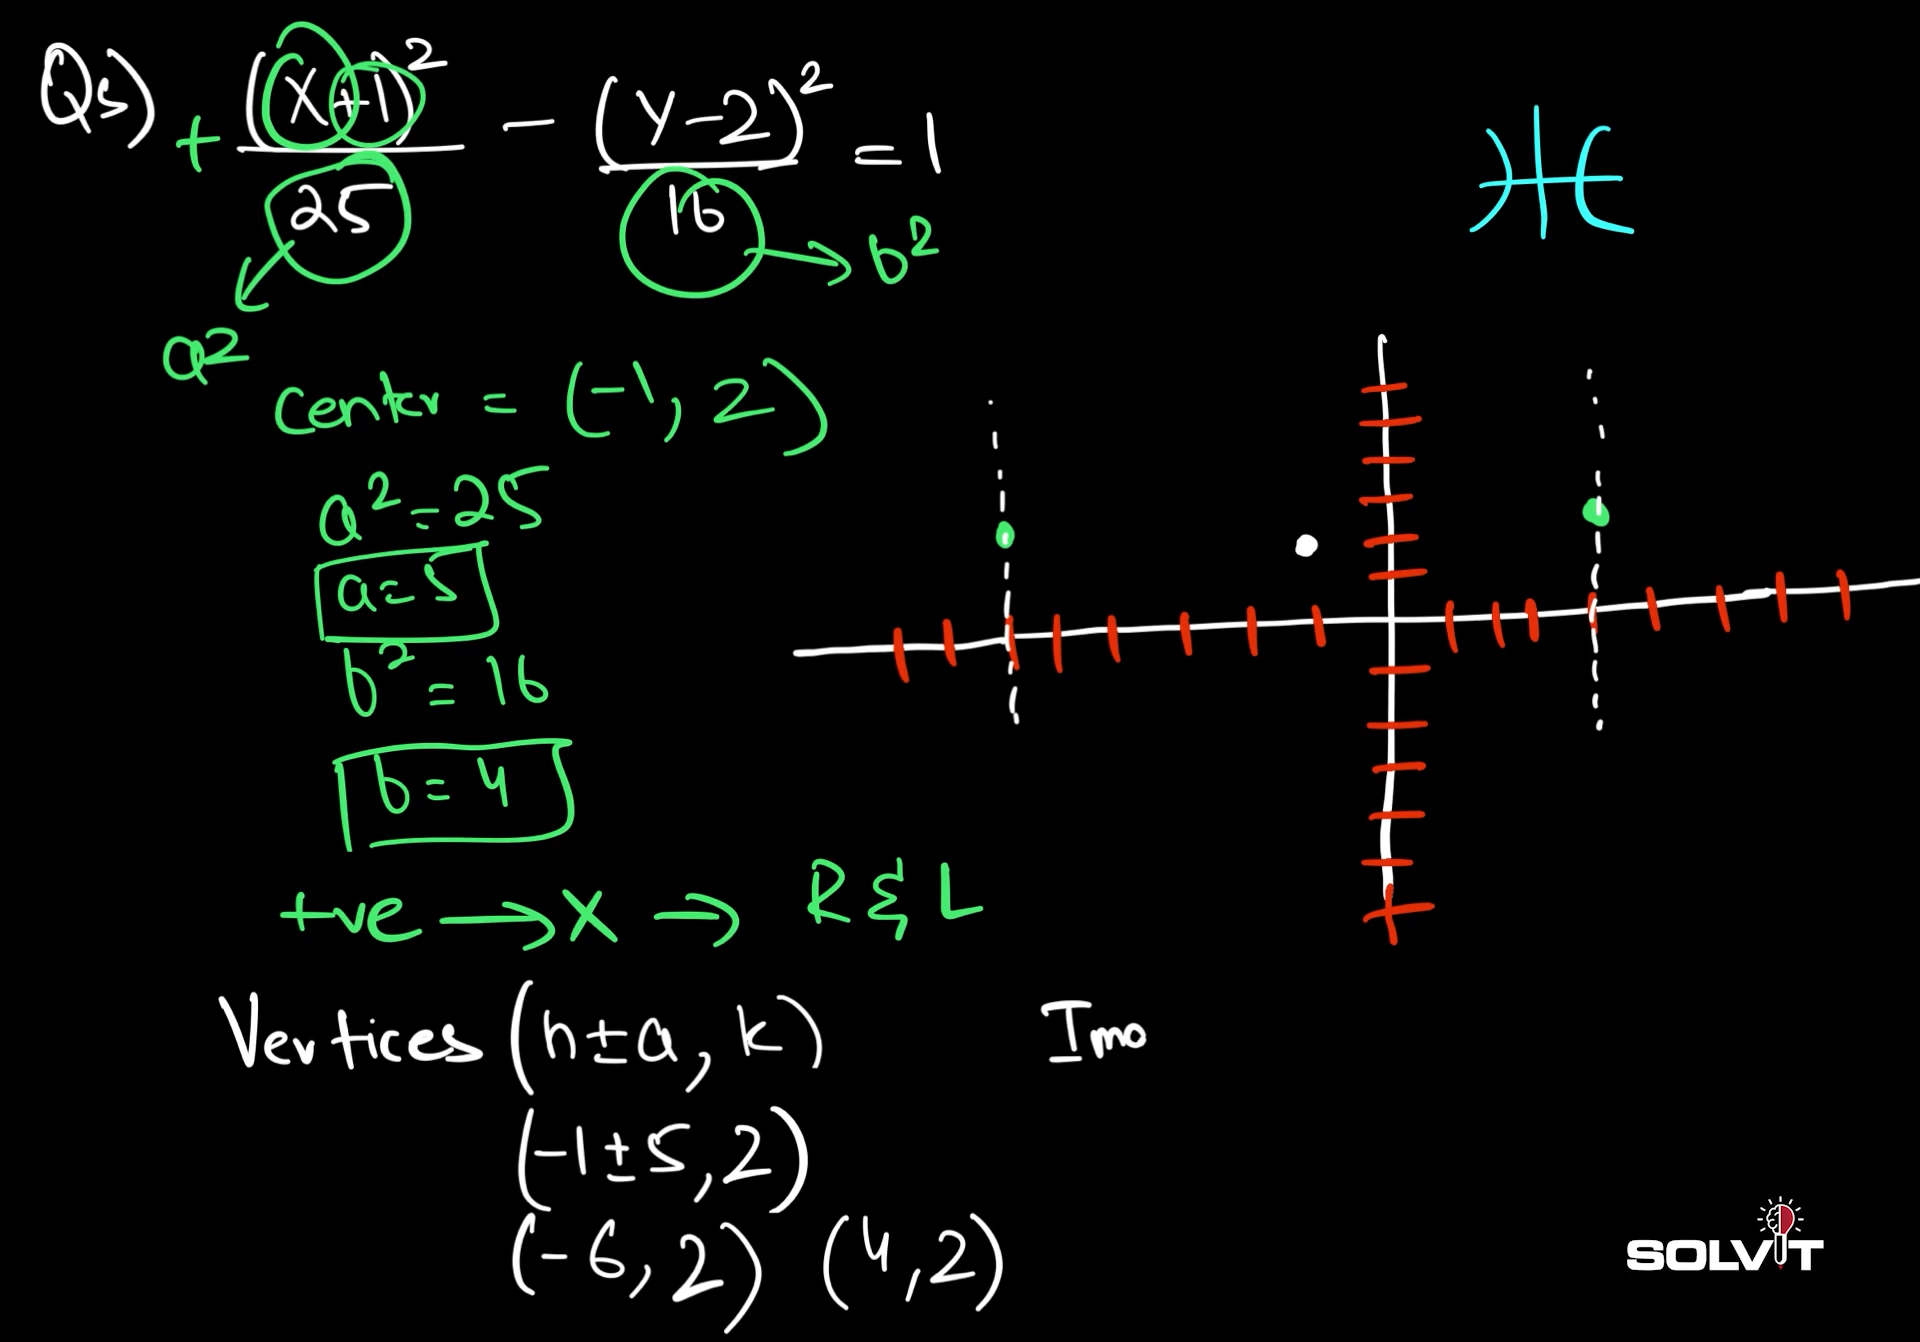 Q5) + (x+1)²/25 - (y-2)²/16 = 1
a2
b²
center = (-1, 2)
a² = 25
a = 5
b² = 16
b = 4
+ve → x → R & L
Vertices (h ± a, k)
Imo
(-1 ± 5, 2)
(-6, 2) (4, 2)
SOLVIT